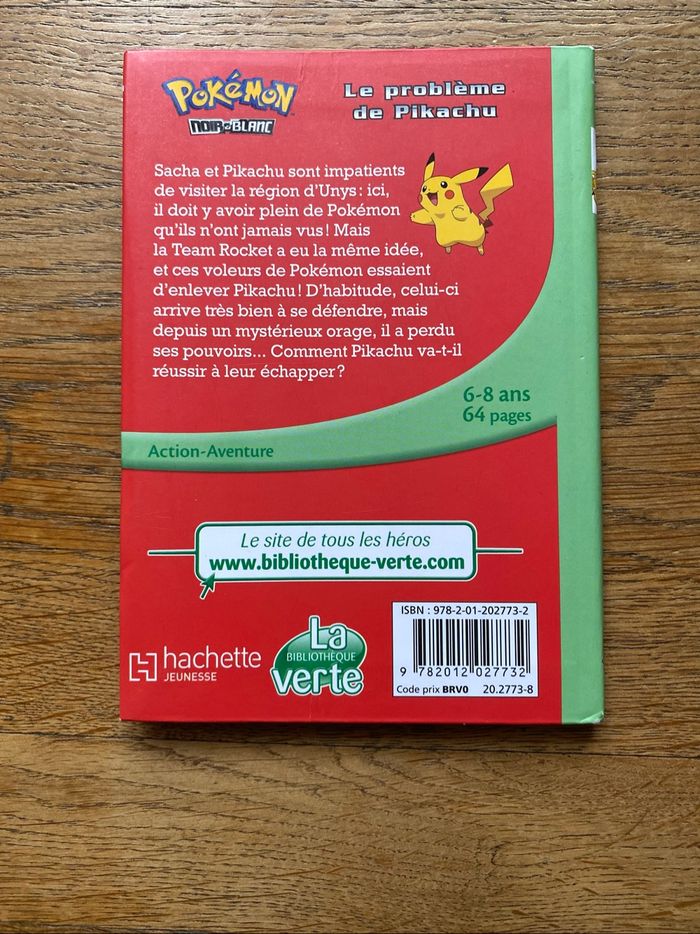 POKÉMON
NOIR et BLANC
Le problème
de Pikachu
Sacha et Pikachu sont impatients
de visiter la région d'Unys : ici,
il doit y avoir plein de Pokémon
qu'ils n'ont jamais vus ! Mais
la Team Rocket a eu la même idée,
et ces voleurs de Pokémon essaient
d'enlever Pikachu ! D'habitude, celui-ci
arrive très bien à se défendre, mais
depuis un mystérieux orage, il a perdu
ses pouvoirs... Comment Pikachu va-t-il
réussir à leur échapper ?
6-8 ans
64 pages
Action-Aventure
Le site de tous les héros
www.bibliotheque-verte.com
hachette
JEUNESSE
La
BIBLIOTHÈQUE
verte
ISBN : 978-2-01-202773-2
9 782012 027732
Code prix BRV0 20.2773-8